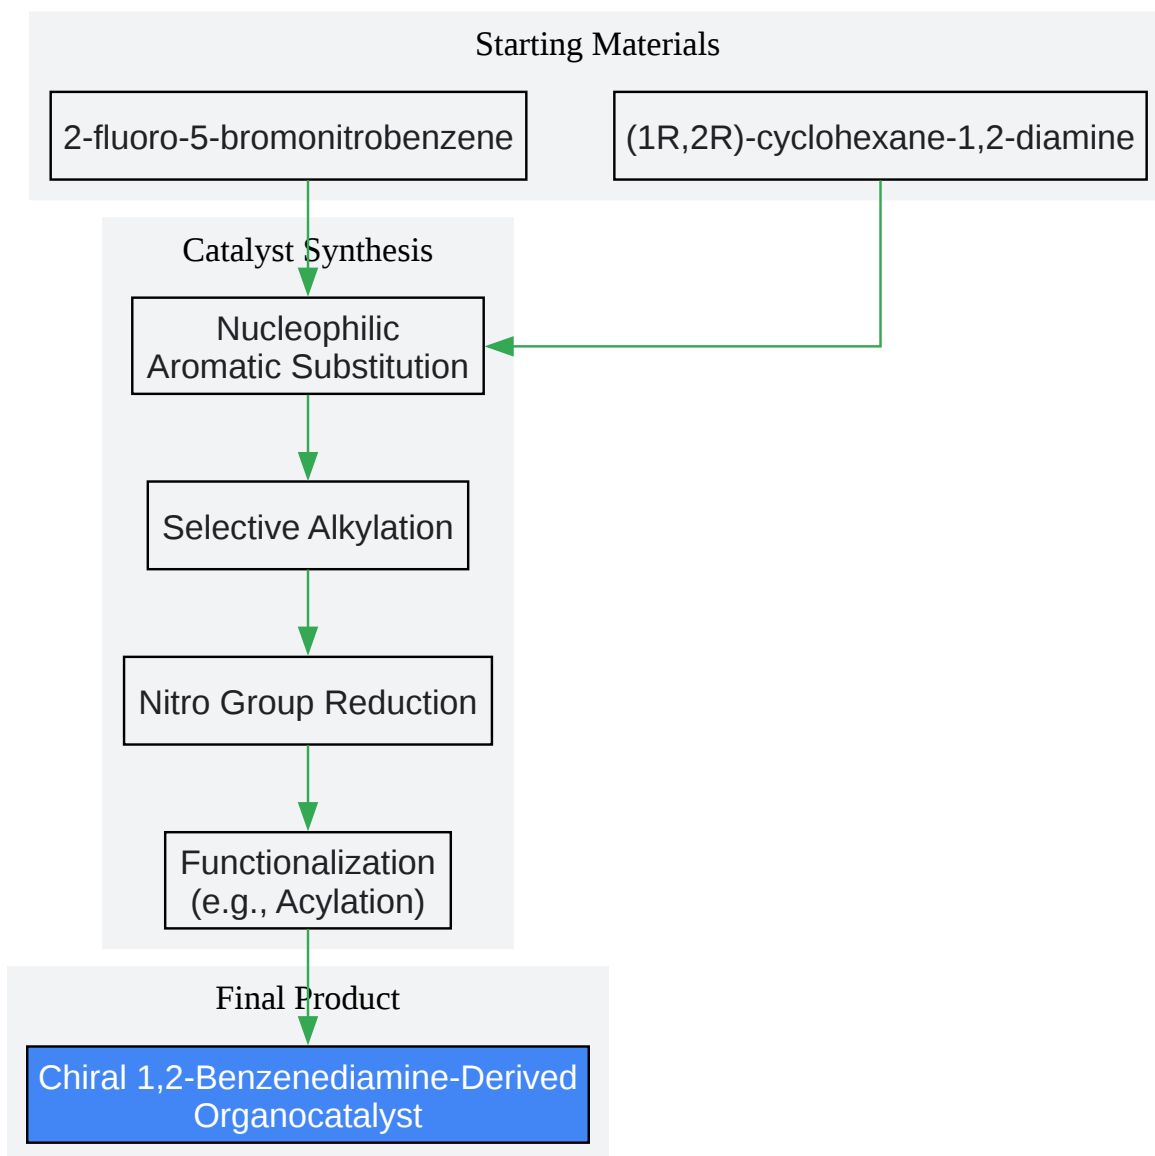 Starting Materials
2-fluoro-5-bromonitrobenzene
(1R,2R)-cyclohexane-1,2-diamine
Catalyst Synthesis
Nucleophilic
Aromatic Substitution
Selective Alkylation
Nitro Group Reduction
Functionalization
(e.g., Acylation)
Final Product
Chiral 1,2-Benzenediamine-Derived
Organocatalyst